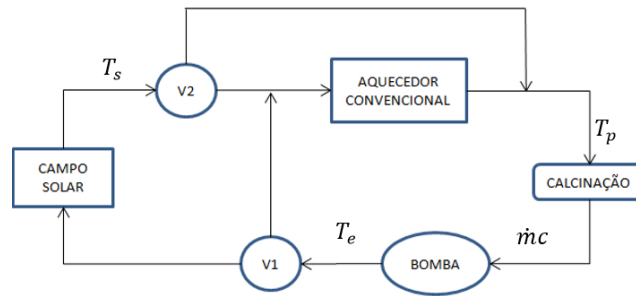 T_s
V2
AQUECEDOR
CONVENCIONAL
T_p
CAMPO
SOLAR
CALCINAÇÃO
T_e
ṁc
V1
BOMBA